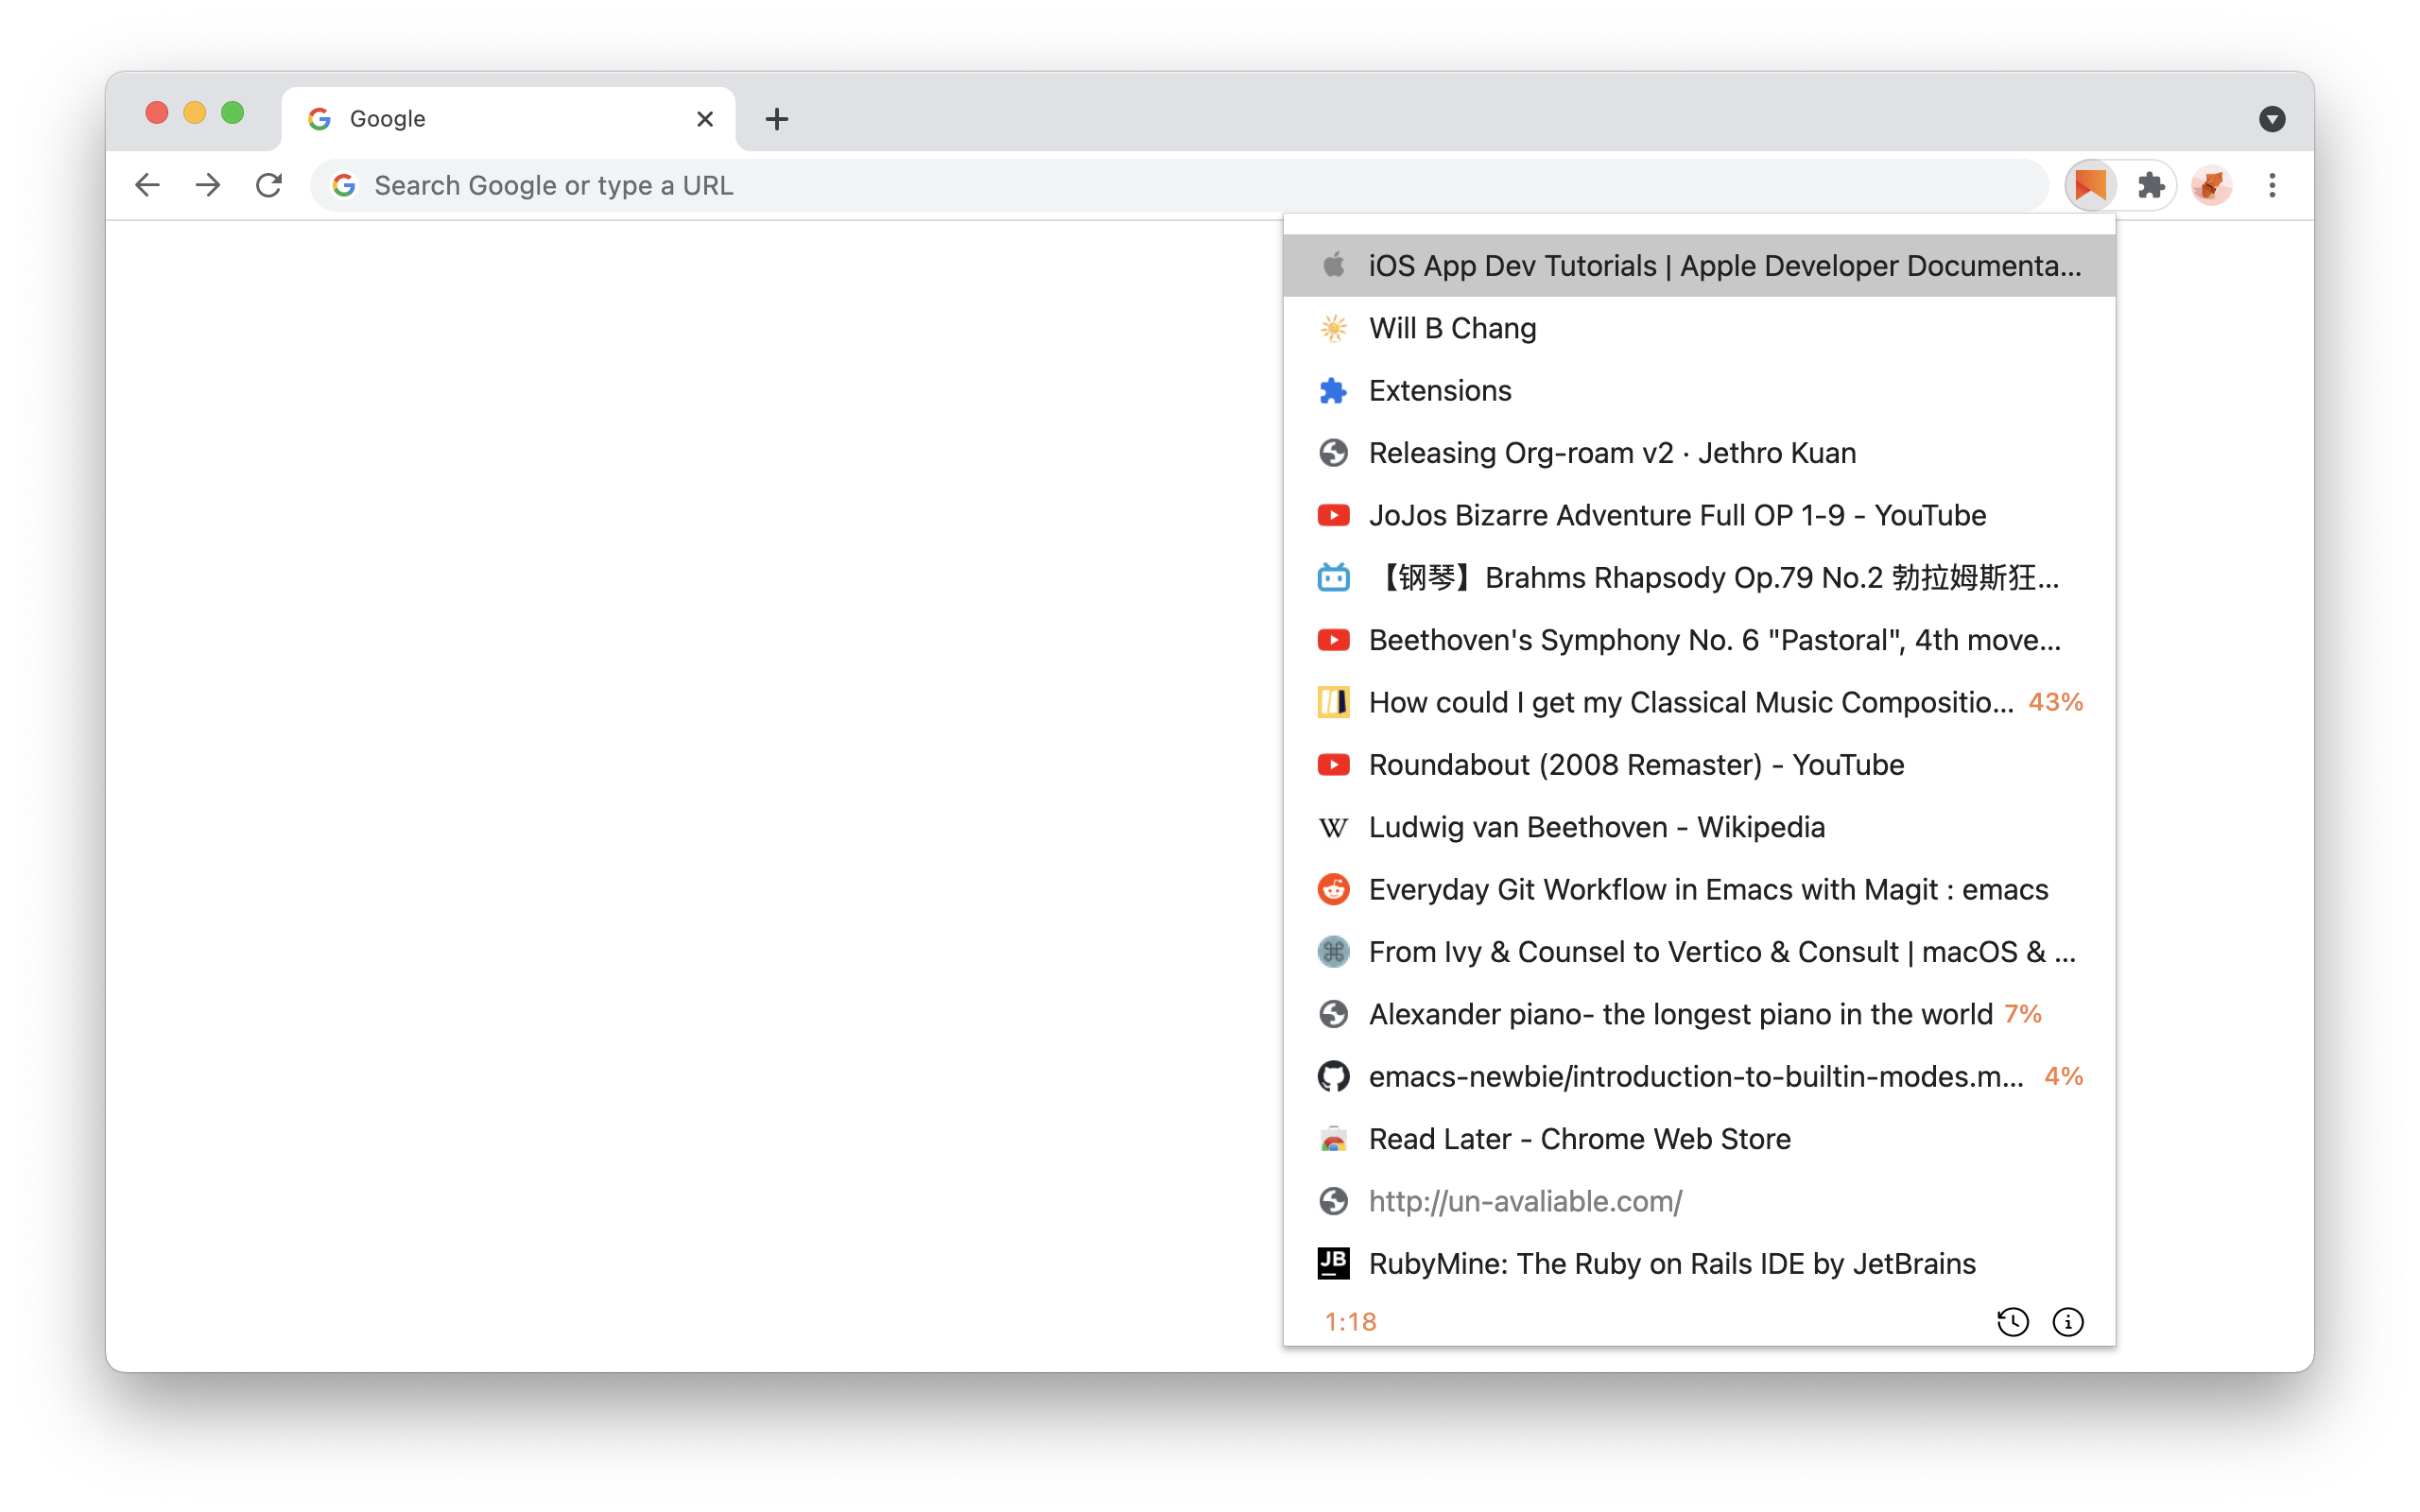 Google
Search Google or type a URL
iOS App Dev Tutorials | Apple Developer Documenta...
Will B Chang
Extensions
Releasing Org-roam v2 · Jethro Kuan
JoJos Bizarre Adventure Full OP 1-9 - YouTube
【钢琴】Brahms Rhapsody Op.79 No.2 勃拉姆斯狂...
Beethoven's Symphony No. 6 "Pastoral", 4th move...
How could I get my Classical Music Compositio... 43%
Roundabout (2008 Remaster) - YouTube
W Ludwig van Beethoven - Wikipedia
Everyday Git Workflow in Emacs with Magit : emacs
From Ivy & Counsel to Vertico & Consult | macOS & ...
Alexander piano- the longest piano in the world 7%
emacs-newbie/introduction-to-builtin-modes.m... 4%
Read Later - Chrome Web Store
http://un-avaliable.com/
JB RubyMine: The Ruby on Rails IDE by JetBrains
1:18